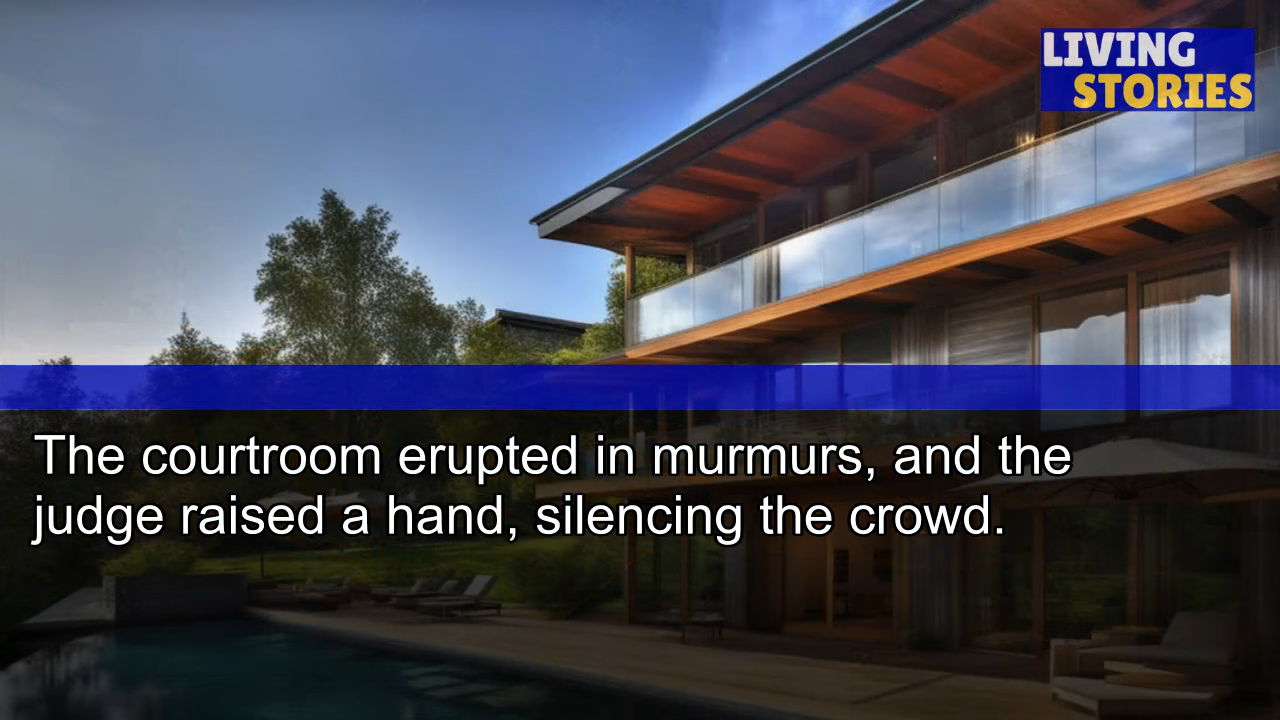 LIVING
STORIES
The courtroom erupted in murmurs, and the
judge raised a hand, silencing the crowd.